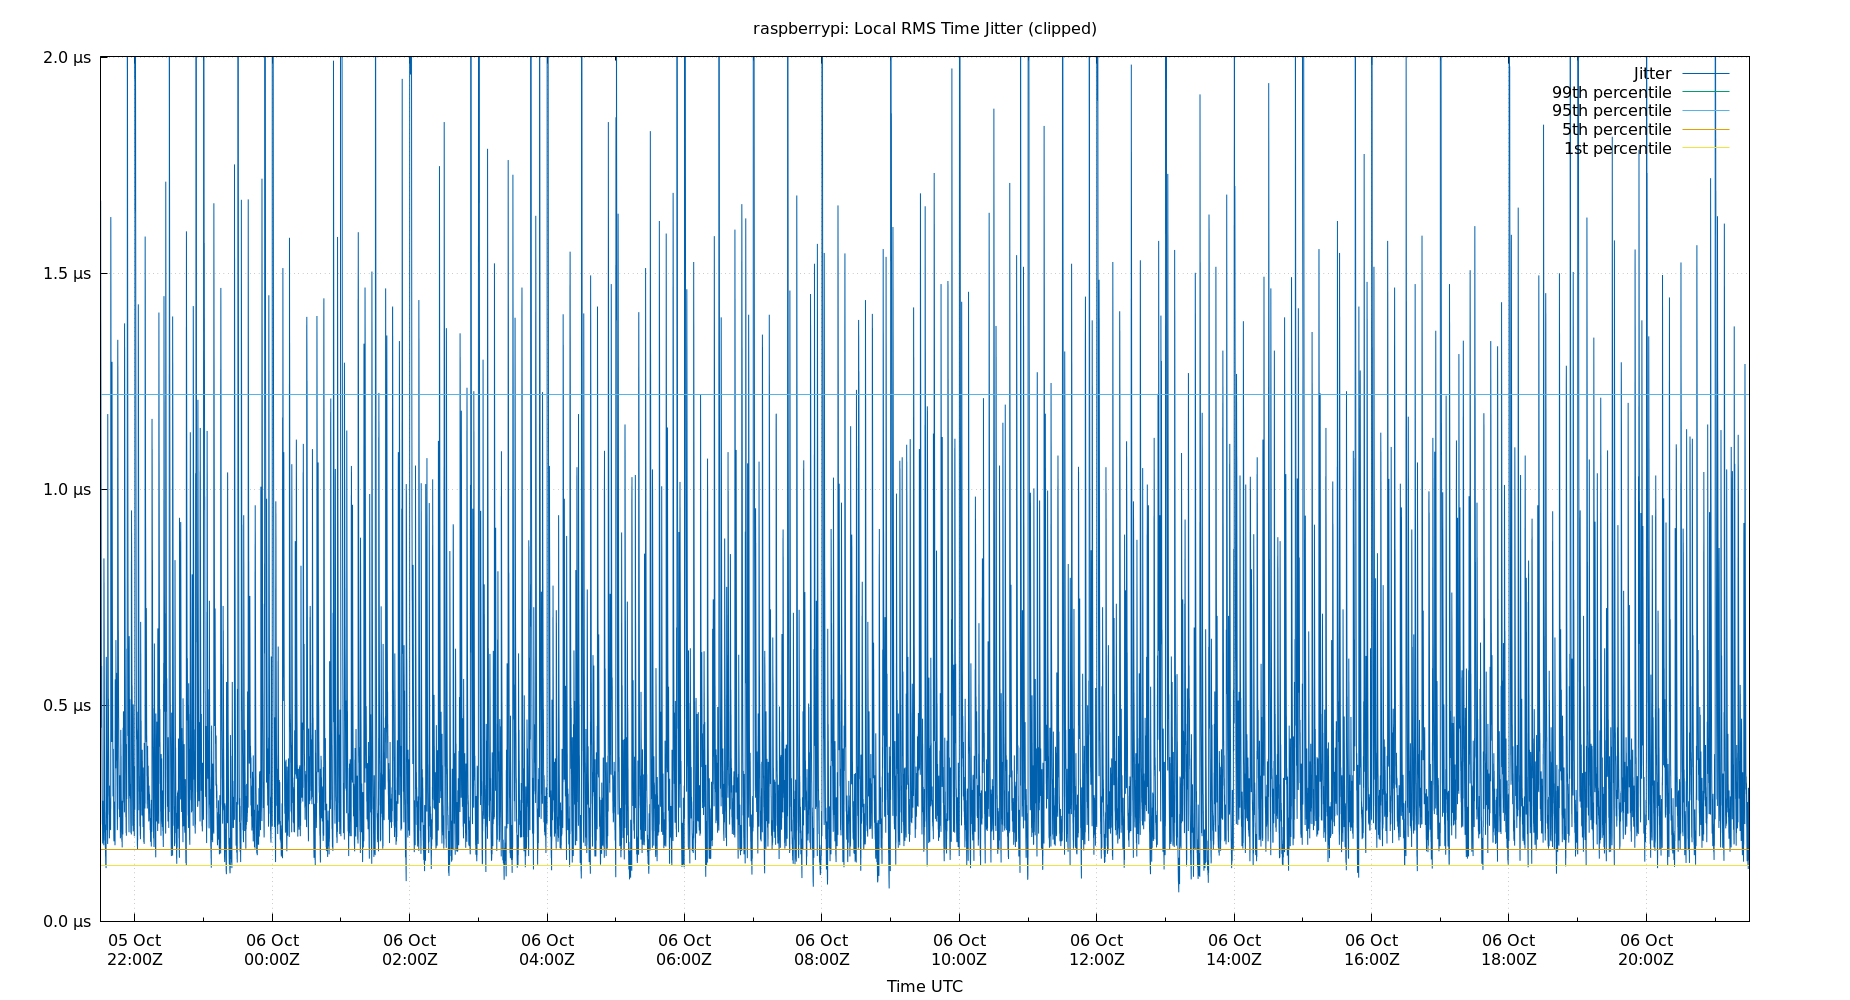 raspberrypi: Local RMS Time Jitter (clipped)
2.0 µs
1.5 µs
1.0 µs
0.5 µs
0.0 µs
Jitter
99th percentile
95th percentile
5th percentile
1st percentile
05 Oct 06 Oct 06 Oct 06 Oct 06 Oct 06 Oct 06 Oct 06 Oct 06 Oct 06 Oct 06 Oct 06 Oct
22:00Z 00:00Z 02:00Z 04:00Z 06:00Z 08:00Z 10:00Z 12:00Z 14:00Z 16:00Z 18:00Z 20:00Z
Time UTC